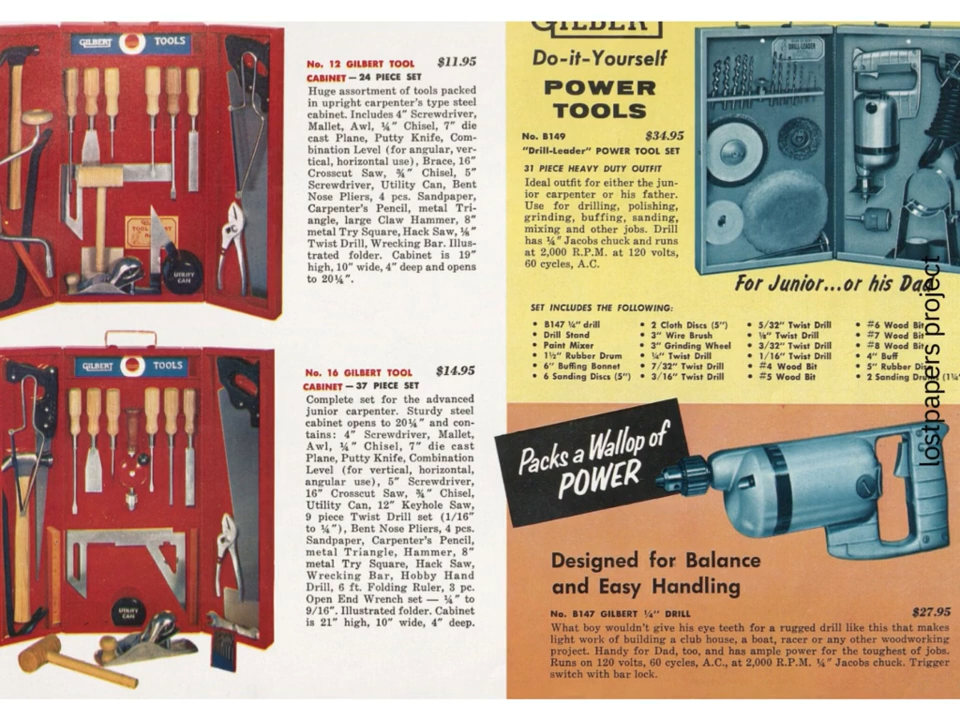 GILBERT TOOLS
No. 12 GILBERT TOOL $11.95
CABINET — 24 PIECE SET
Huge assortment of tools packed
in upright carpenter's type steel
cabinet. Includes 4" Screwdriver,
Mallet, Awl, ¼" Chisel, 7" die
cast Plane, Putty Knife, Com-
bination Level (for angular, ver-
tical, horizontal use), Brace, 16"
Crosscut Saw, ¾" Chisel, 5"
Screwdriver, Utility Can, Bent
Nose Pliers, 4 pcs. Sandpaper,
Carpenter's Pencil, metal Tri-
angle, large Claw Hammer, 8"
metal Try Square, Hack Saw,
Twist Drill, Wrecking Bar. Illus-
trated folder. Cabinet is 19"
high, 10" wide, 4" deep and opens
to 20¼".
UTILITY
CAN
GILBERT TOOLS
No. 16 GILBERT TOOL $14.95
CABINET — 37 PIECE SET
Complete set for the advanced
junior carpenter. Sturdy steel
cabinet opens to 20¼" and con-
tains: 4" Screwdriver, Mallet,
Awl, ¼" Chisel, 7" die cast
Plane, Putty Knife, Combination
Level (for vertical, horizontal,
angular use), 5" Screwdriver,
16" Crosscut Saw, ¾" Chisel,
Utility Can, 12" Keyhole Saw,
9 piece Twist Drill set (1/16"
to ¼"), Bent Nose Pliers, 4 pcs.
Sandpaper, Carpenter's Pencil,
metal Triangle, Hammer, 8"
metal Try Square, Hack Saw,
Wrecking Bar, Hobby Hand
Drill, 6 ft. Folding Ruler, 3 pc.
Open End Wrench set — ¼" to
9/16". Illustrated folder. Cabinet
is 21" high, 10" wide, 4" deep.
UTILITY
CAN
GILBERT
Do-it-Yourself
POWER
TOOLS
No. B149 $34.95
"Drill-Leader" POWER TOOL SET
31 PIECE HEAVY DUTY OUTFIT
Ideal outfit for either the jun-
ior carpenter or his father.
Use for drilling, polishing,
grinding, buffing, sanding,
mixing and other jobs. Drill
has ¼" Jacobs chuck and runs
at 2,000 R.P.M. at 120 volts,
60 cycles, A.C.
DRILL-LEADER
For Junior...or his Dad
SET INCLUDES THE FOLLOWING:
• B147 ¼" drill
• Drill Stand
• Paint Mixer
• 1½" Rubber Drum
• 6" Buffing Bonnet
• 6 Sanding Discs (5")
• 2 Cloth Discs (5")
• 3" Wire Brush
• 3" Grinding Wheel
• ¼" Twist Drill
• 7/32" Twist Drill
• 3/16" Twist Drill
• 5/32" Twist Drill
• ⅛" Twist Drill
• 3/32" Twist Drill
• 1/16" Twist Drill
• #4 Wood Bit
• #5 Wood Bit
• #6 Wood Bit
• #7 Wood Bit
• #8 Wood Bit
• 4" Buff
• 5" Rubber Disc
• 2 Sanding
lostpapers project
Packs a Wallop of
POWER
Designed for Balance
and Easy Handling
No. B147 GILBERT ¼" DRILL $27.95
What boy wouldn't give his eye teeth for a rugged drill like this that makes
light work of building a club house, a boat, racer or any other woodworking
project. Handy for Dad, too, and has ample power for the toughest of jobs.
Runs on 120 volts, 60 cycles, A.C., at 2,000 R.P.M. ¼" Jacobs chuck. Trigger
switch with bar lock.